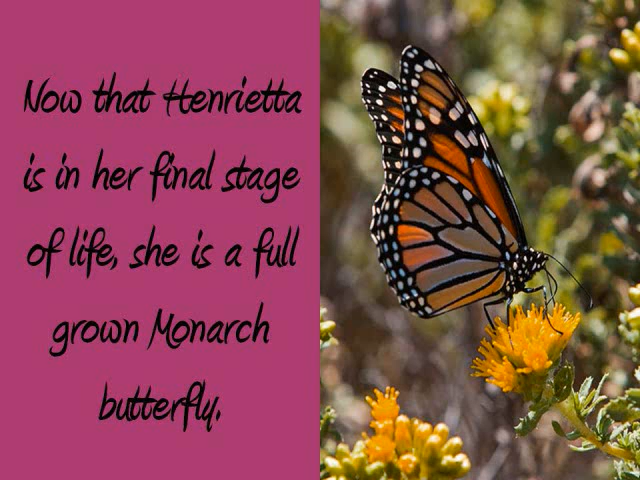 Now that Henrietta
is in her final stage
of life, she is a full
grown Monarch
butterfly.